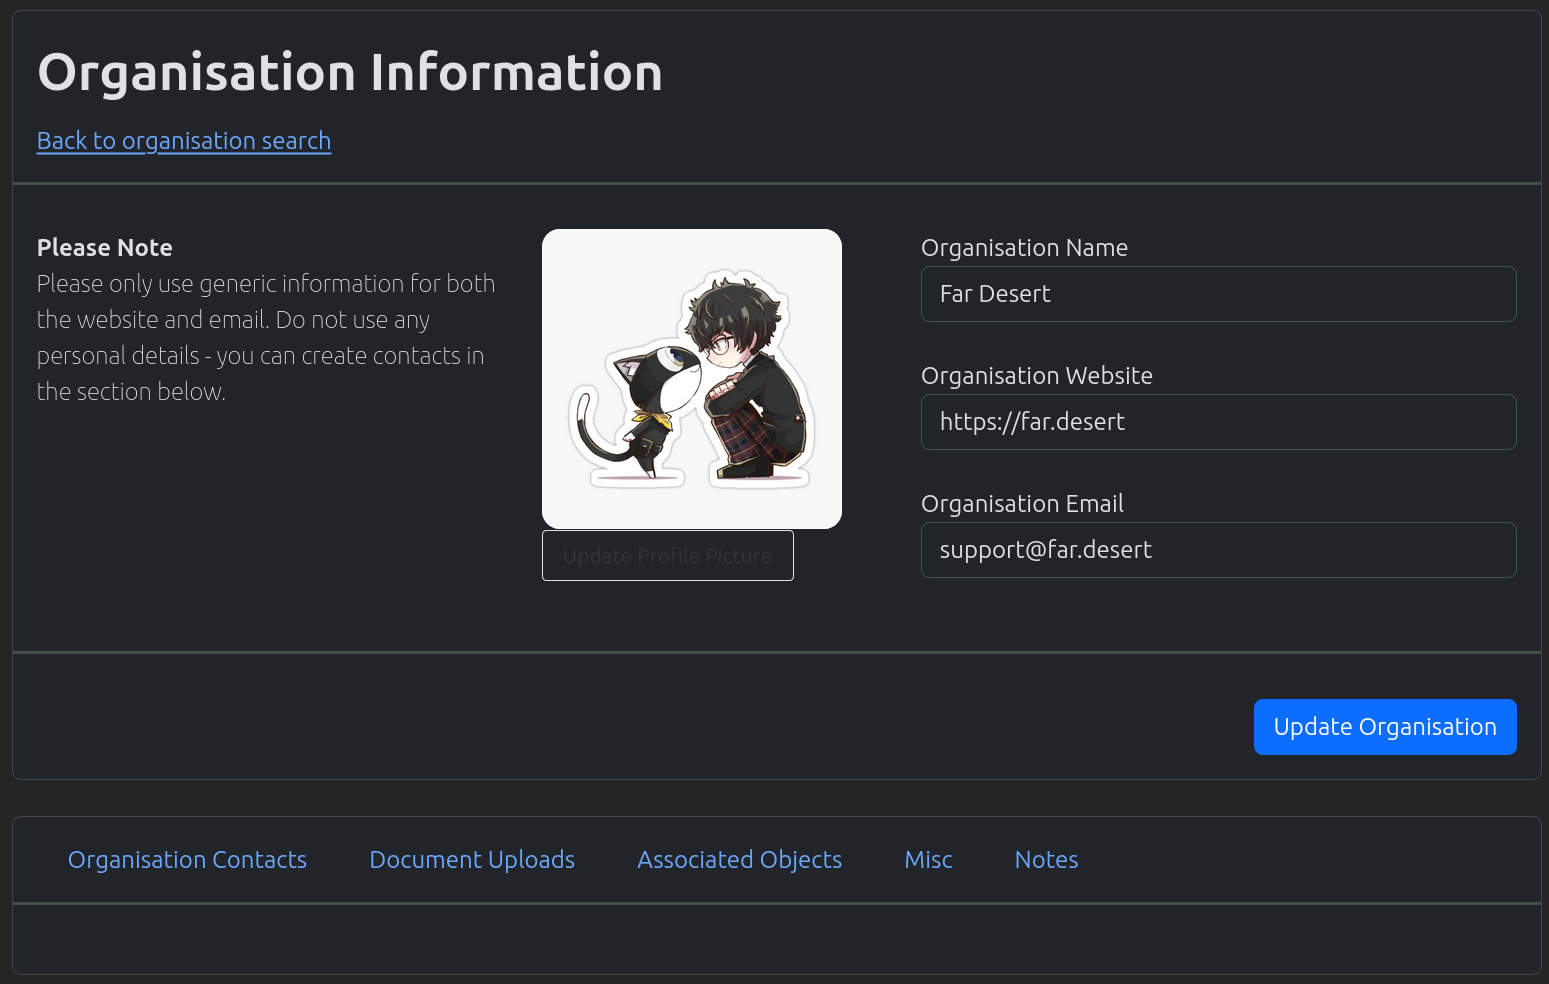 Organisation Information
Back to organisation search
Please Note
Please only use generic information for both
the website and email. Do not use any
personal details - you can create contacts in
the section below.
Update Profile Picture
Organisation Name
Far Desert
Organisation Website
https://far.desert
Organisation Email
support@far.desert
Update Organisation
Organisation Contacts
Document Uploads
Associated Objects
Misc
Notes